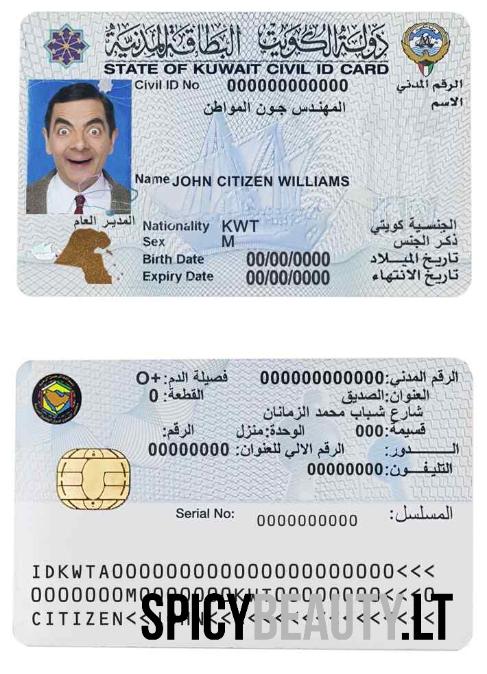 دولة الكويت البطاقة المدنية
STATE OF KUWAIT CIVIL ID CARD
Civil ID No 000000000000 الرقم المدني
المهندس جون المواطن الاسم
Name JOHN CITIZEN WILLIAMS
المدير العام
Nationality KWT الجنسية كويتي
Sex M ذكر الجنس
Birth Date 00/00/0000 تاريخ الميلاد
Expiry Date 00/00/0000 تاريخ الانتهاء
الرقم المدني:000000000000 فصيلة الدم:+O
العنوان:الصديق القطعة: 0
شارع شباب محمد الزمانان
قسيمة:000 الوحدة:منزل الرقم:
الدور: الرقم الالي للعنوان: 00000000
التليفون:00000000
Serial No: 0000000000 المسلسل:
IDKWTA000000000000000000000<<<
CITIZEN<<
SPICYBEAUTY.LT